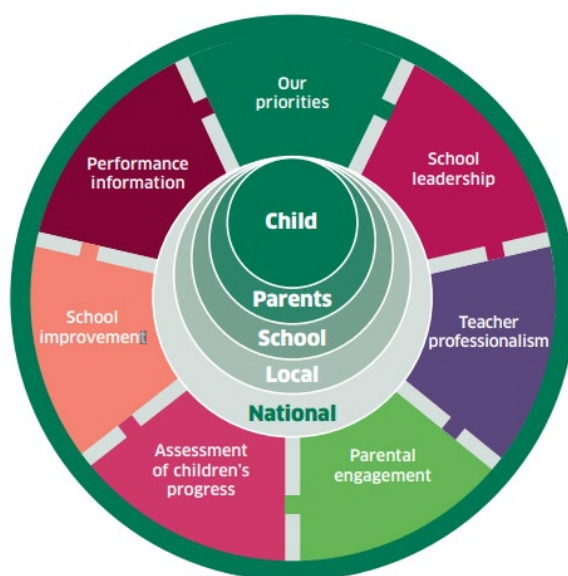 Our
priorities
School
leadership
Teacher
professionalism
Parental
engagement
Assessment
of children's
progress
School
improvement
Performance
information
Child
Parents
School
Local
National